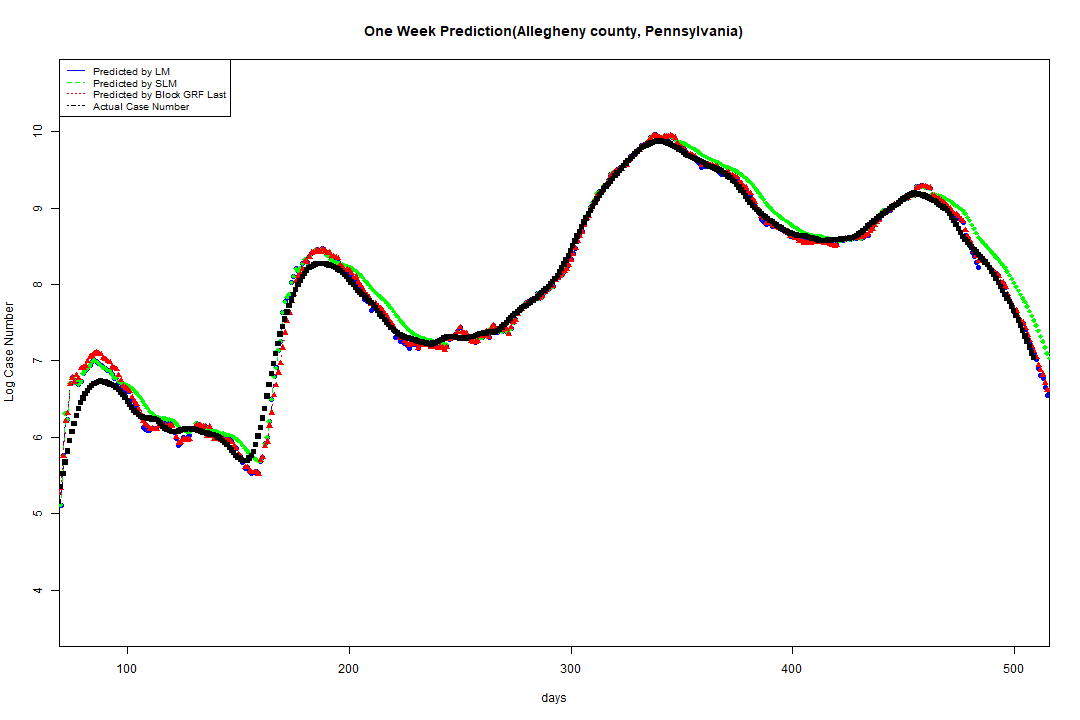 One Week Prediction(Allegheny county, Pennsylvania)
Predicted by LM
Predicted by SLM
Predicted by Block GRF Last
Actual Case Number
10
9
8
7
6
5
4
Log Case Number
100 200 300 400 500
days